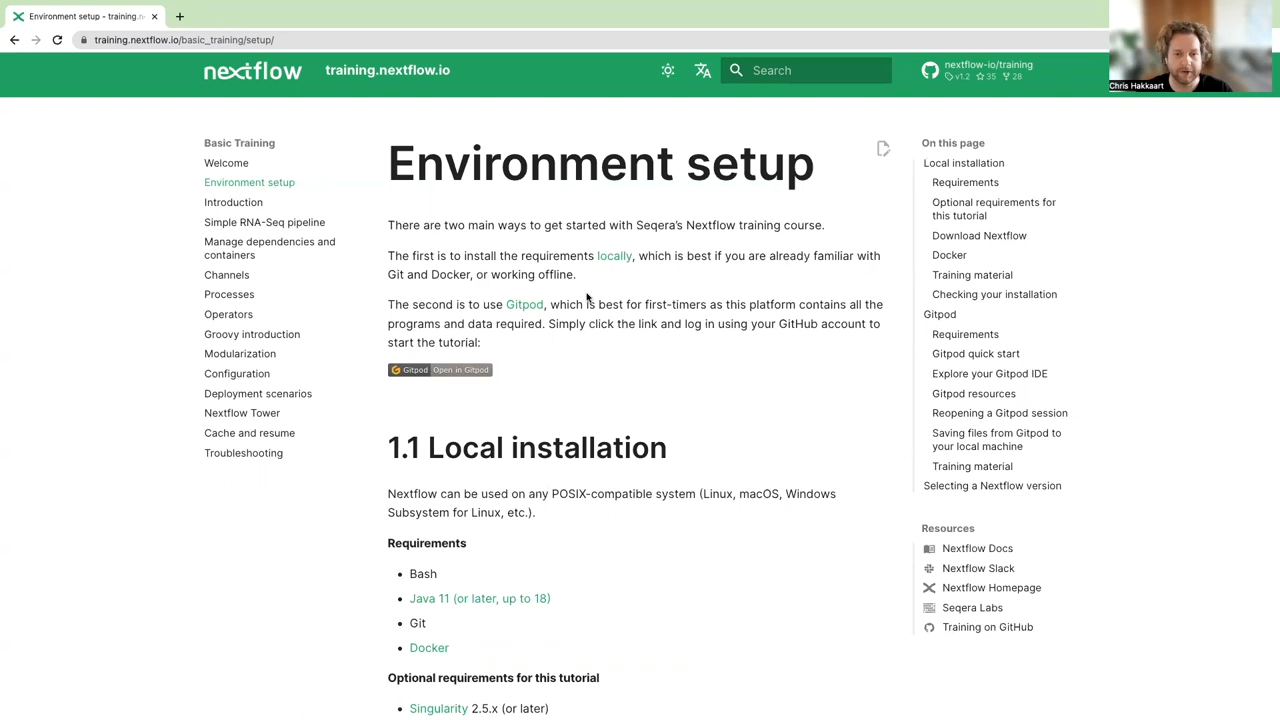 Environment setup - training.n
training.nextflow.io/basic_training/setup/
nextflow
training.nextflow.io
Search
nextflow-io/training
v1.2 35 28
Chris Hakkaart
Basic Training
Welcome
Environment setup
Introduction
Simple RNA-Seq pipeline
Manage dependencies and
containers
Channels
Processes
Operators
Groovy introduction
Modularization
Configuration
Deployment scenarios
Nextflow Tower
Cache and resume
Troubleshooting
Environment setup
There are two main ways to get started with Seqera's Nextflow training course.
The first is to install the requirements locally, which is best if you are already familiar with
Git and Docker, or working offline.
The second is to use Gitpod, which is best for first-timers as this platform contains all the
programs and data required. Simply click the link and log in using your GitHub account to
start the tutorial:
Gitpod Open in Gitpod
1.1 Local installation
Nextflow can be used on any POSIX-compatible system (Linux, macOS, Windows
Subsystem for Linux, etc.).
Requirements
• Bash
• Java 11 (or later, up to 18)
• Git
• Docker
Optional requirements for this tutorial
• Singularity 2.5.x (or later)
On this page
Local installation
Requirements
Optional requirements for
this tutorial
Download Nextflow
Docker
Training material
Checking your installation
Gitpod
Requirements
Gitpod quick start
Explore your Gitpod IDE
Gitpod resources
Reopening a Gitpod session
Saving files from Gitpod to
your local machine
Training material
Selecting a Nextflow version
Resources
Nextflow Docs
Nextflow Slack
Nextflow Homepage
Seqera Labs
Training on GitHub